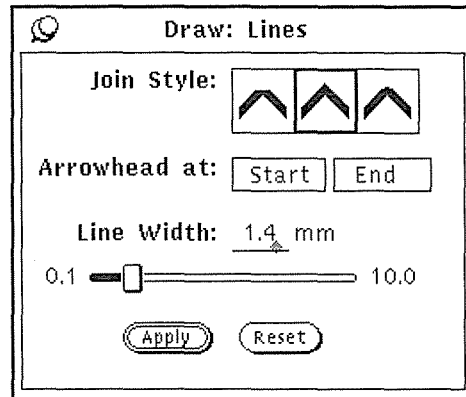 Draw: Lines
Join Style:
Arrowhead at: Start End
Line Width: 1.4 mm
0.1 10.0
Apply Reset